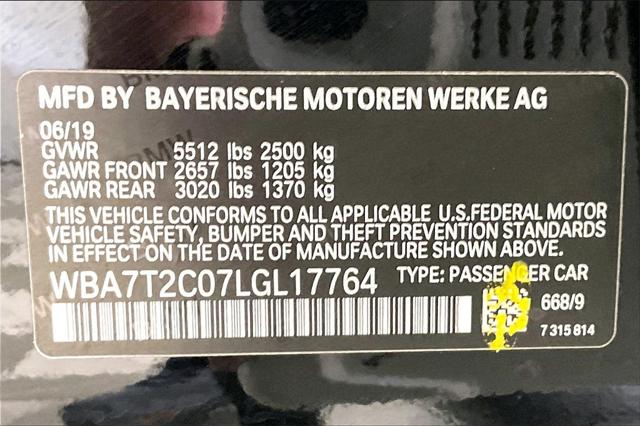 MFD BY BAYERISCHE MOTOREN WERKE AG
06/19
GVWR 5512 lbs 2500 kg
GAWR FRONT 2657 lbs 1205 kg
GAWR REAR 3020 lbs 1370 kg
THIS VEHICLE CONFORMS TO ALL APPLICABLE U.S.FEDERAL MOTOR
VEHICLE SAFETY, BUMPER AND THEFT PREVENTION STANDARDS
IN EFFECT ON THE DATE OF MANUFACTURE SHOWN ABOVE.
WBA7T2C07LGL17764 TYPE: PASSENGER CAR
668/9
7 315 814